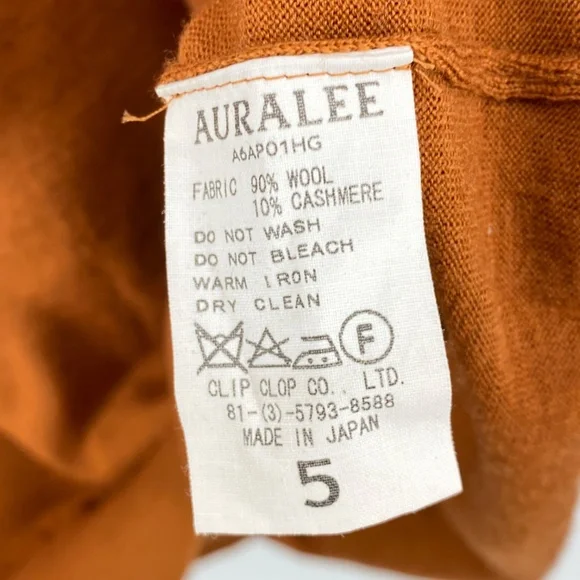 AURALEE
A6AP01HG
FABRIC 90% WOOL
10% CASHMERE
DO NOT WASH
DO NOT BLEACH
WARM IRON
DRY CLEAN
F
CLIP CLOP CO., LTD.
81-(3)-5793-8588
MADE IN JAPAN
5